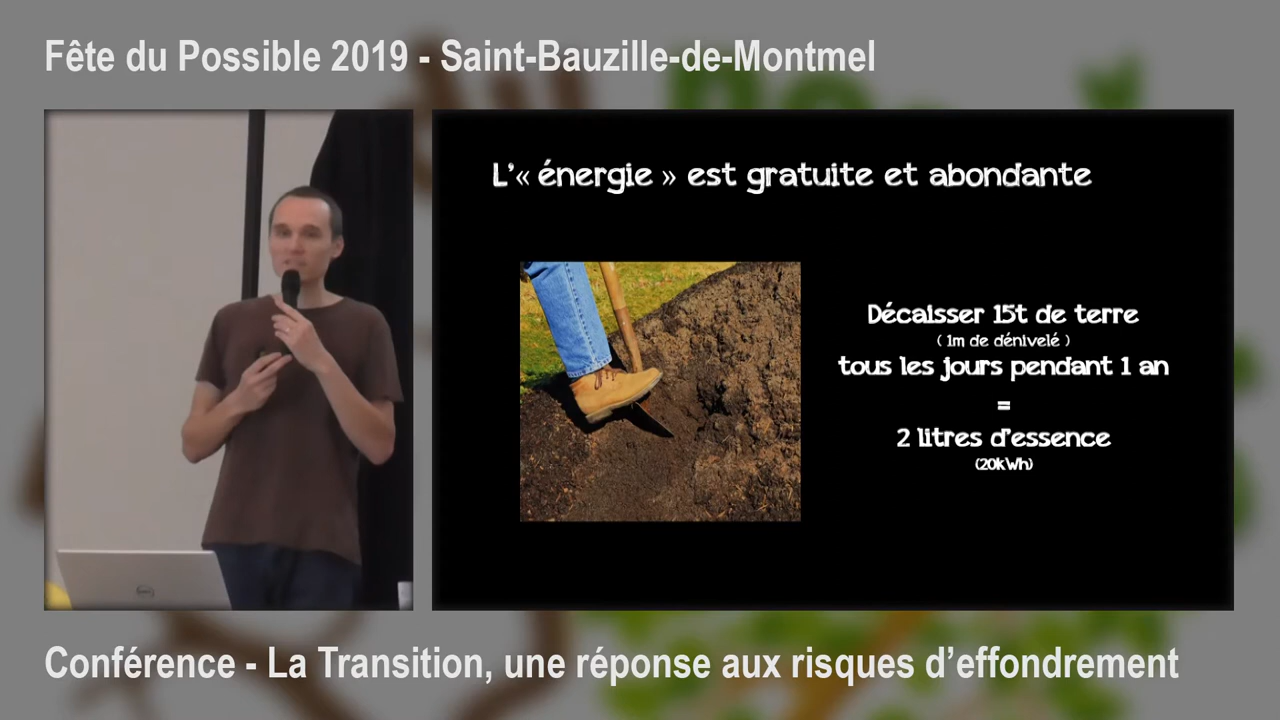 Fête du Possible 2019 - Saint-Bauzille-de-Montmel
L'« énergie » est gratuite et abondante
Décaisser 15t de terre
( 1m de dénivelé )
tous les jours pendant 1 an
=
2 litres d'essence
(20kWh)
DELL
Conférence - La Transition, une réponse aux risques d'effondrement